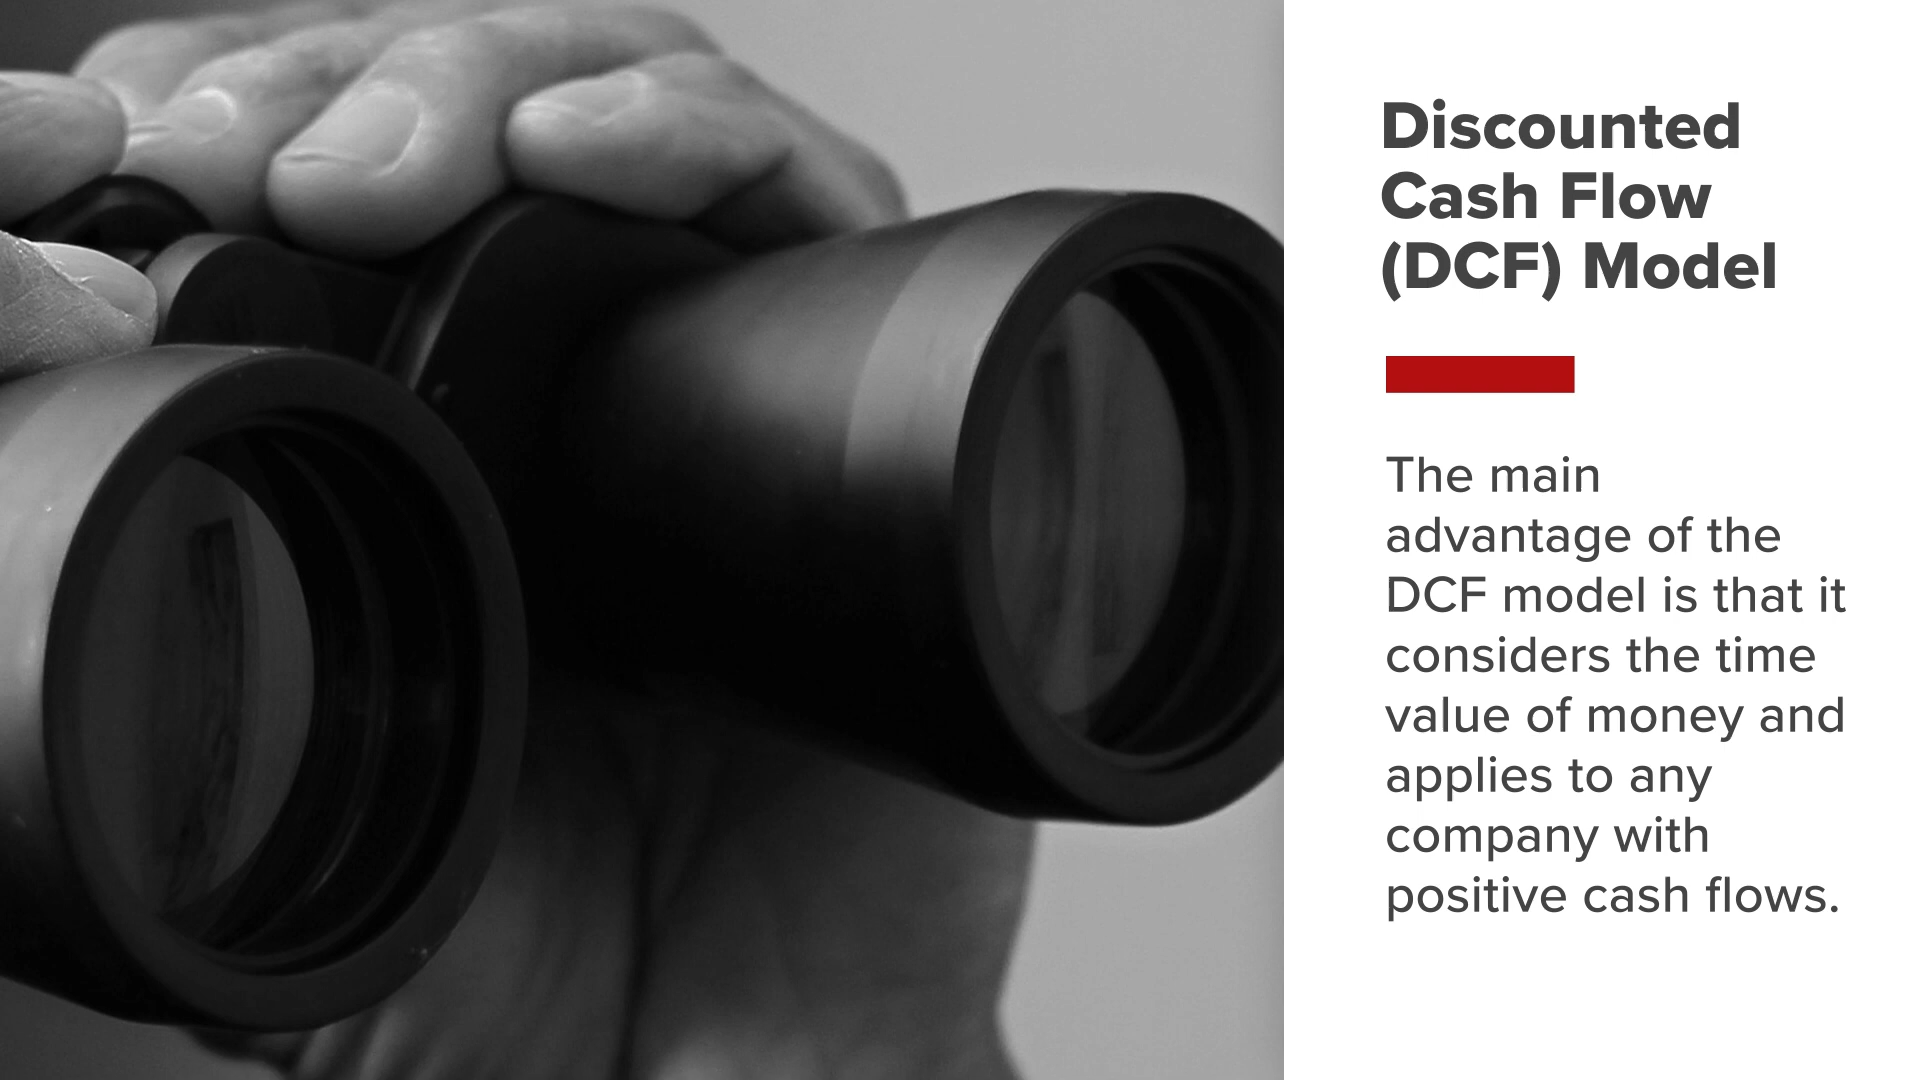 Discounted
Cash Flow
(DCF) Model
The main
advantage of the
DCF model is that it
considers the time
value of money and
applies to any
company with
positive cash flows.